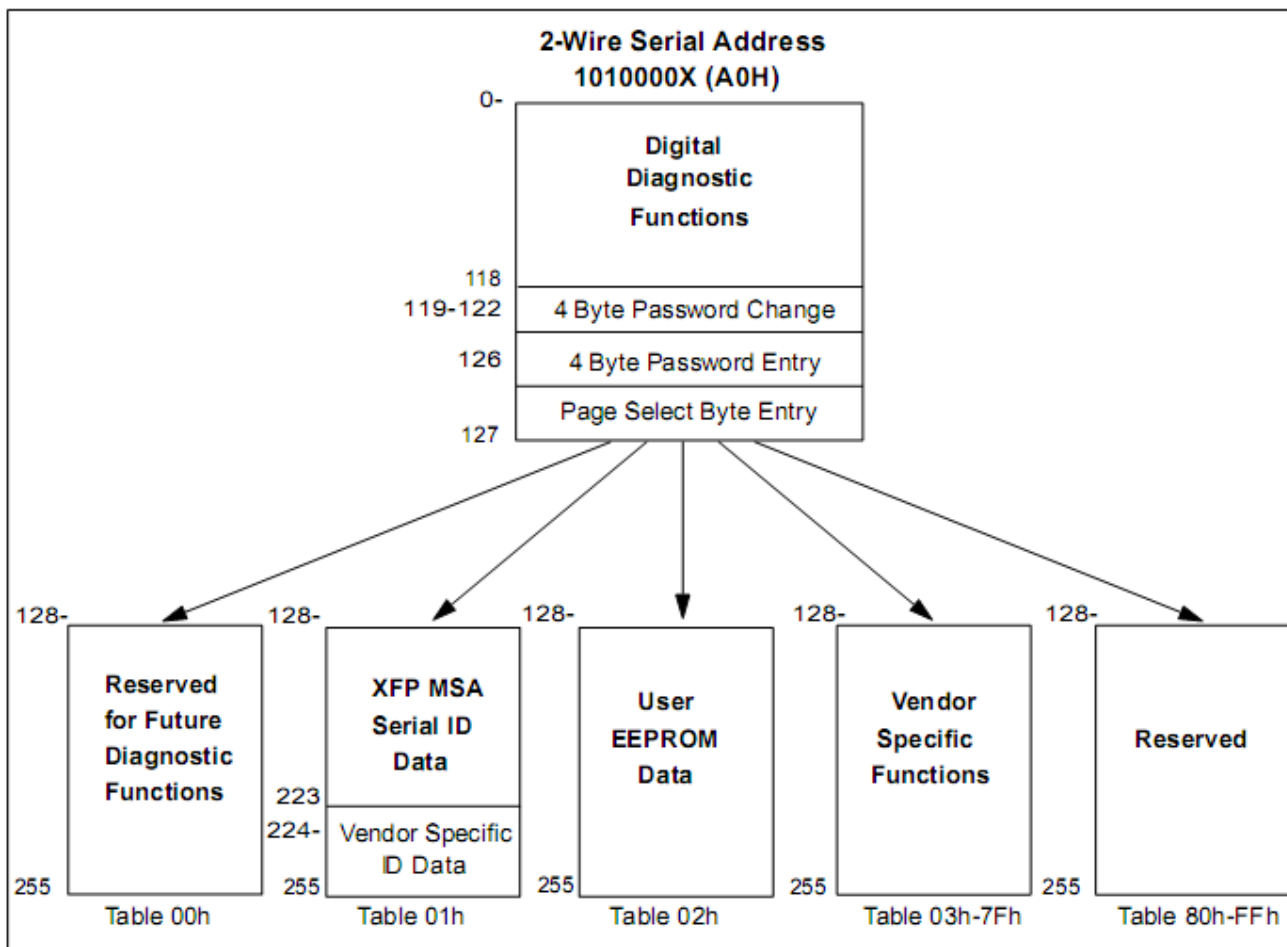 2-Wire Serial Address
1010000X (A0H)
0-
Digital
Diagnostic
Functions
118
119-122
4 Byte Password Change
126
4 Byte Password Entry
Page Select Byte Entry
127
128-
Reserved
for Future
Diagnostic
Functions
255
Table 00h
128-
XFP MSA
Serial ID
Data
223
224-
Vendor Specific
ID Data
255
Table 01h
128-
User
EEPROM
Data
255
Table 02h
128-
Vendor
Specific
Functions
255
Table 03h-7Fh
128-
Reserved
255
Table 80h-FFh